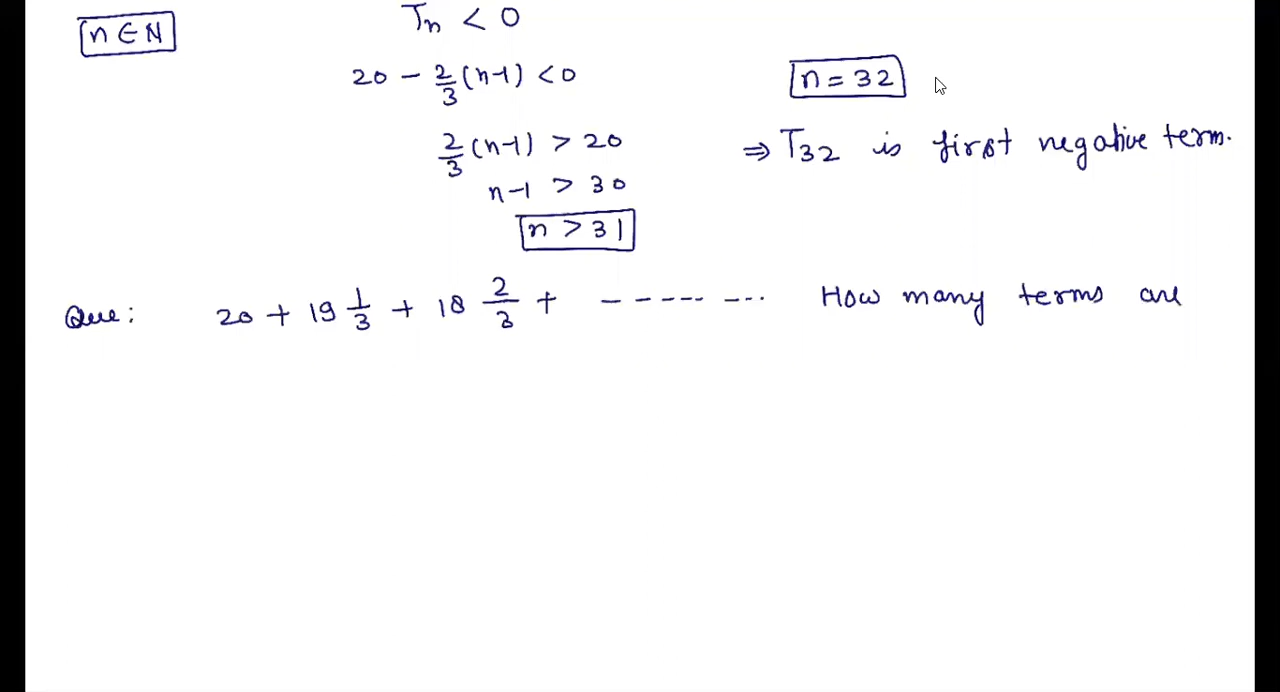 n ∈ N
Tn < 0
20 - 2/3 (n-1) < 0
n = 32
2/3 (n-1) > 20
⇒ T32 is first negative term.
n-1 > 30
n > 31
Que: 20 + 19 1/3 + 18 2/3 + ----- --... How many terms are